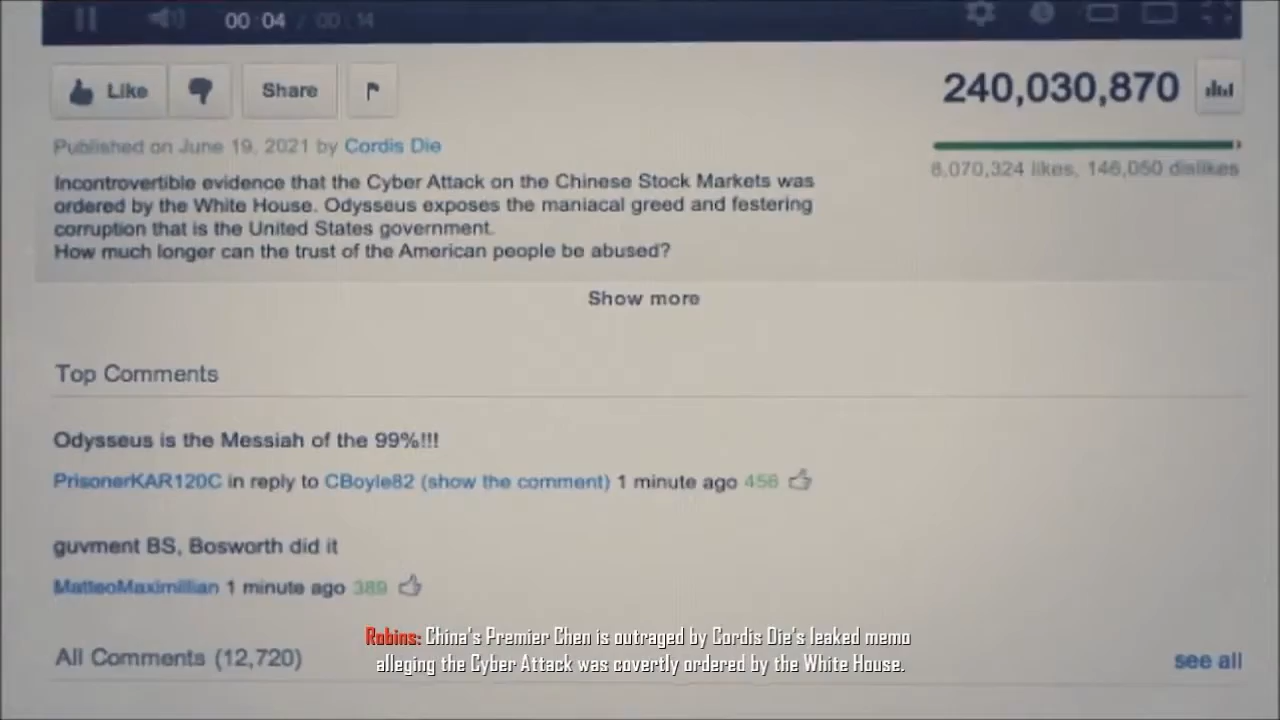 00:04 / 00:14
Like
Share
240,030,870
Published on June 19, 2021 by Cordis Die
8,070,324 likes, 146,050 dislikes
Incontrovertible evidence that the Cyber Attack on the Chinese Stock Markets was
ordered by the White House. Odysseus exposes the maniacal greed and festering
corruption that is the United States government.
How much longer can the trust of the American people be abused?
Show more
Top Comments
Odysseus is the Messiah of the 99%!!!
PrisonerKAR120C in reply to CBoyle82 (show the comment) 1 minute ago 456
guvment BS, Bosworth did it
MatteoMaximillian 1 minute ago 389
Robins: China's Premier Chen is outraged by Cordis Die's leaked memo
alleging the Cyber Attack was covertly ordered by the White House.
All Comments (12,720)
see all